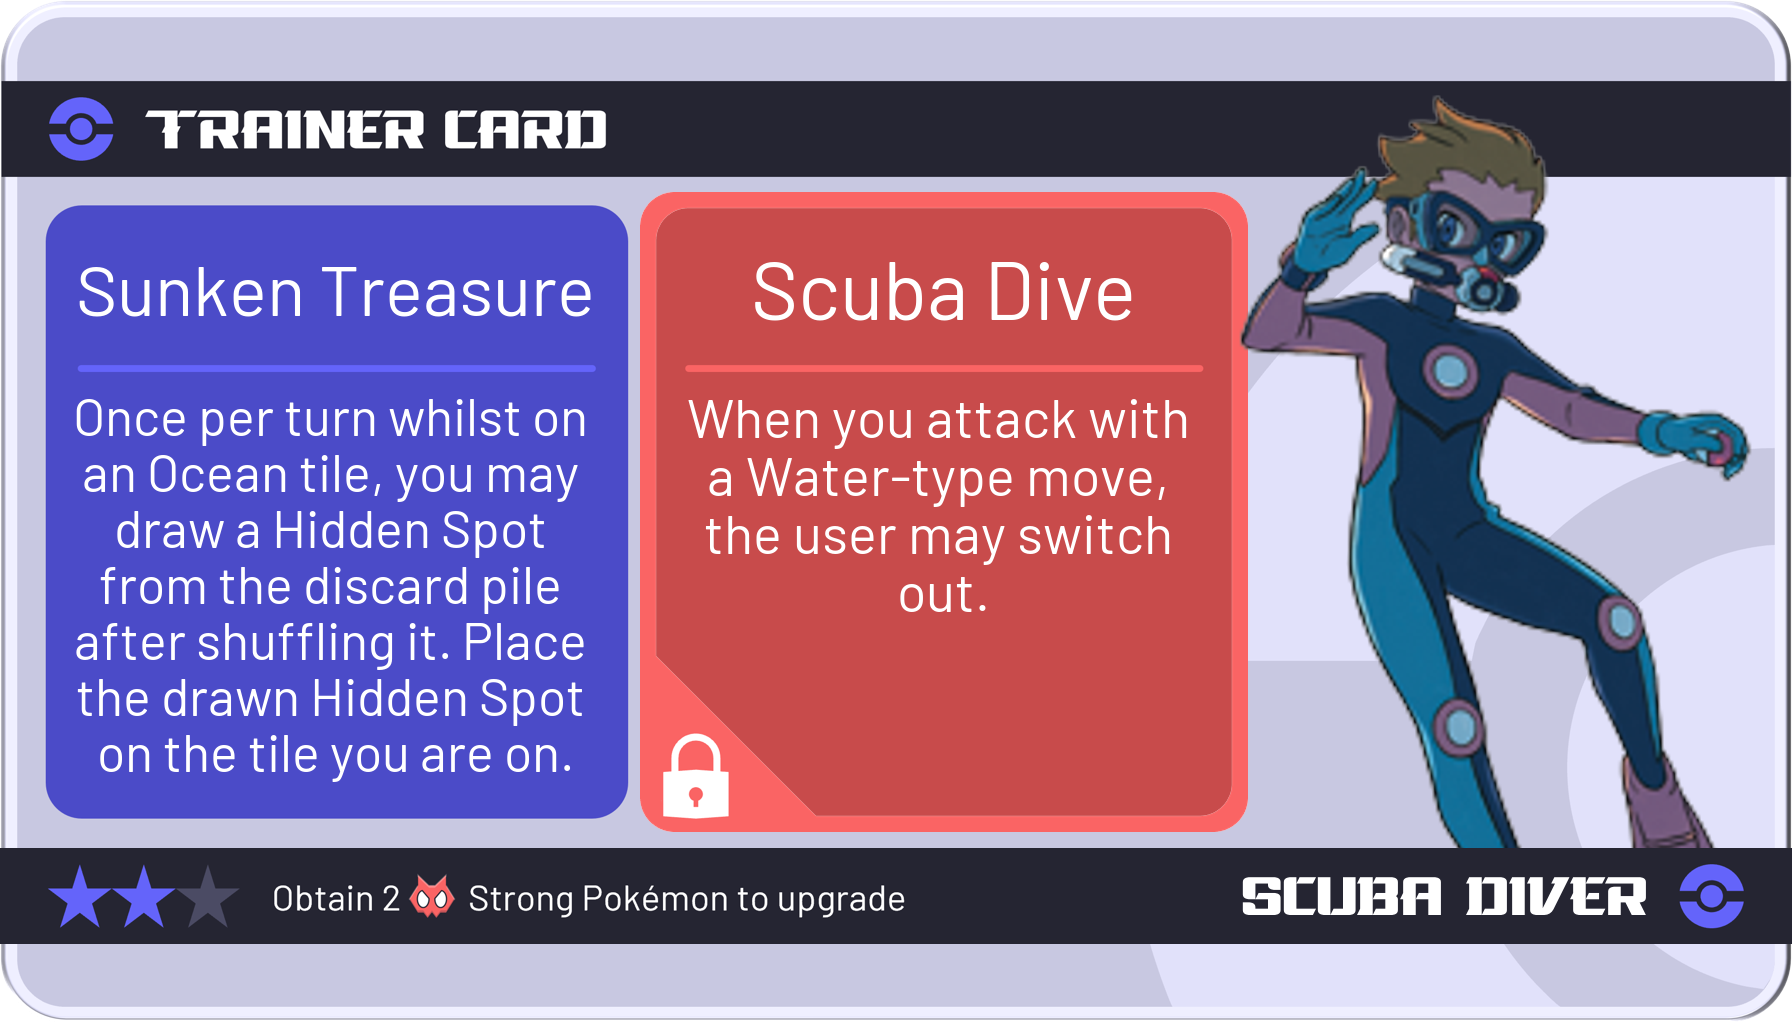 TRAINER CARD
Sunken Treasure
Once per turn whilst on
an Ocean tile, you may
draw a Hidden Spot
from the discard pile
after shuffling it. Place
the drawn Hidden Spot
on the tile you are on.
Scuba Dive
When you attack with
a Water-type move,
the user may switch
out.
Obtain 2 Strong Pokémon to upgrade
SCUBA DIVER